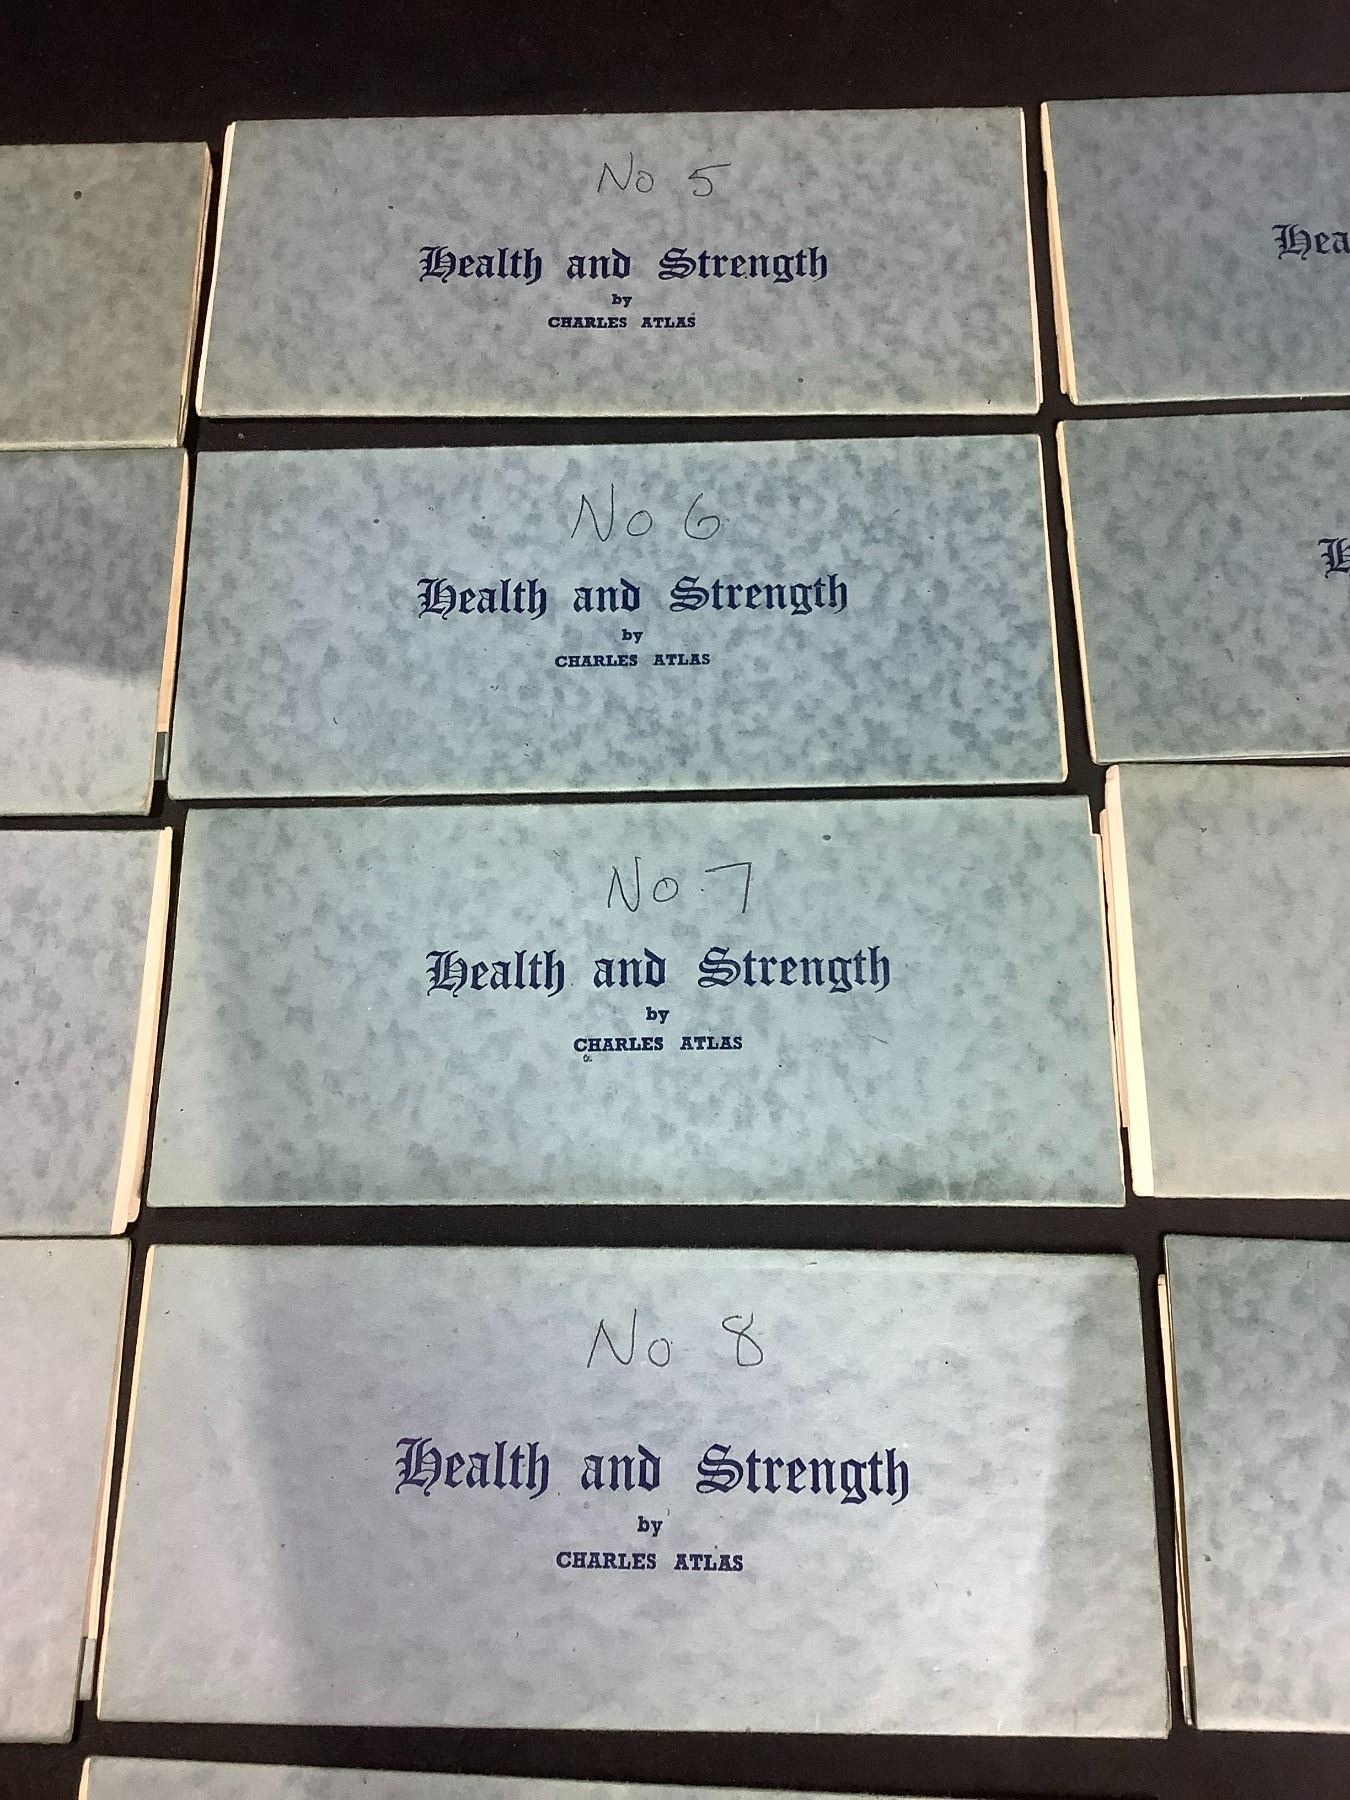 No 5
Health and Strength
by
CHARLES ATLAS
Hea
No 6
Health and Strength
by
CHARLES ATLAS
H
No 7
Health and Strength
by
CHARLES ATLAS
No 8
Health and Strength
by
CHARLES ATLAS